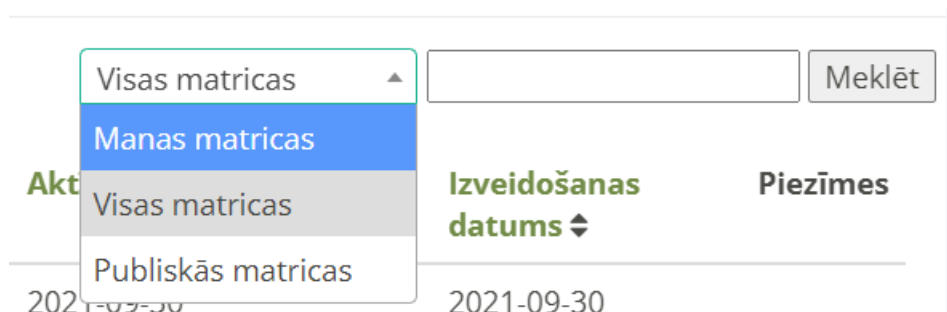 Visas matricas
Meklēt
Manas matricas
Visas matricas
Publiskās matricas
Izveidošanas
datums
Piezīmes
2021-09-30